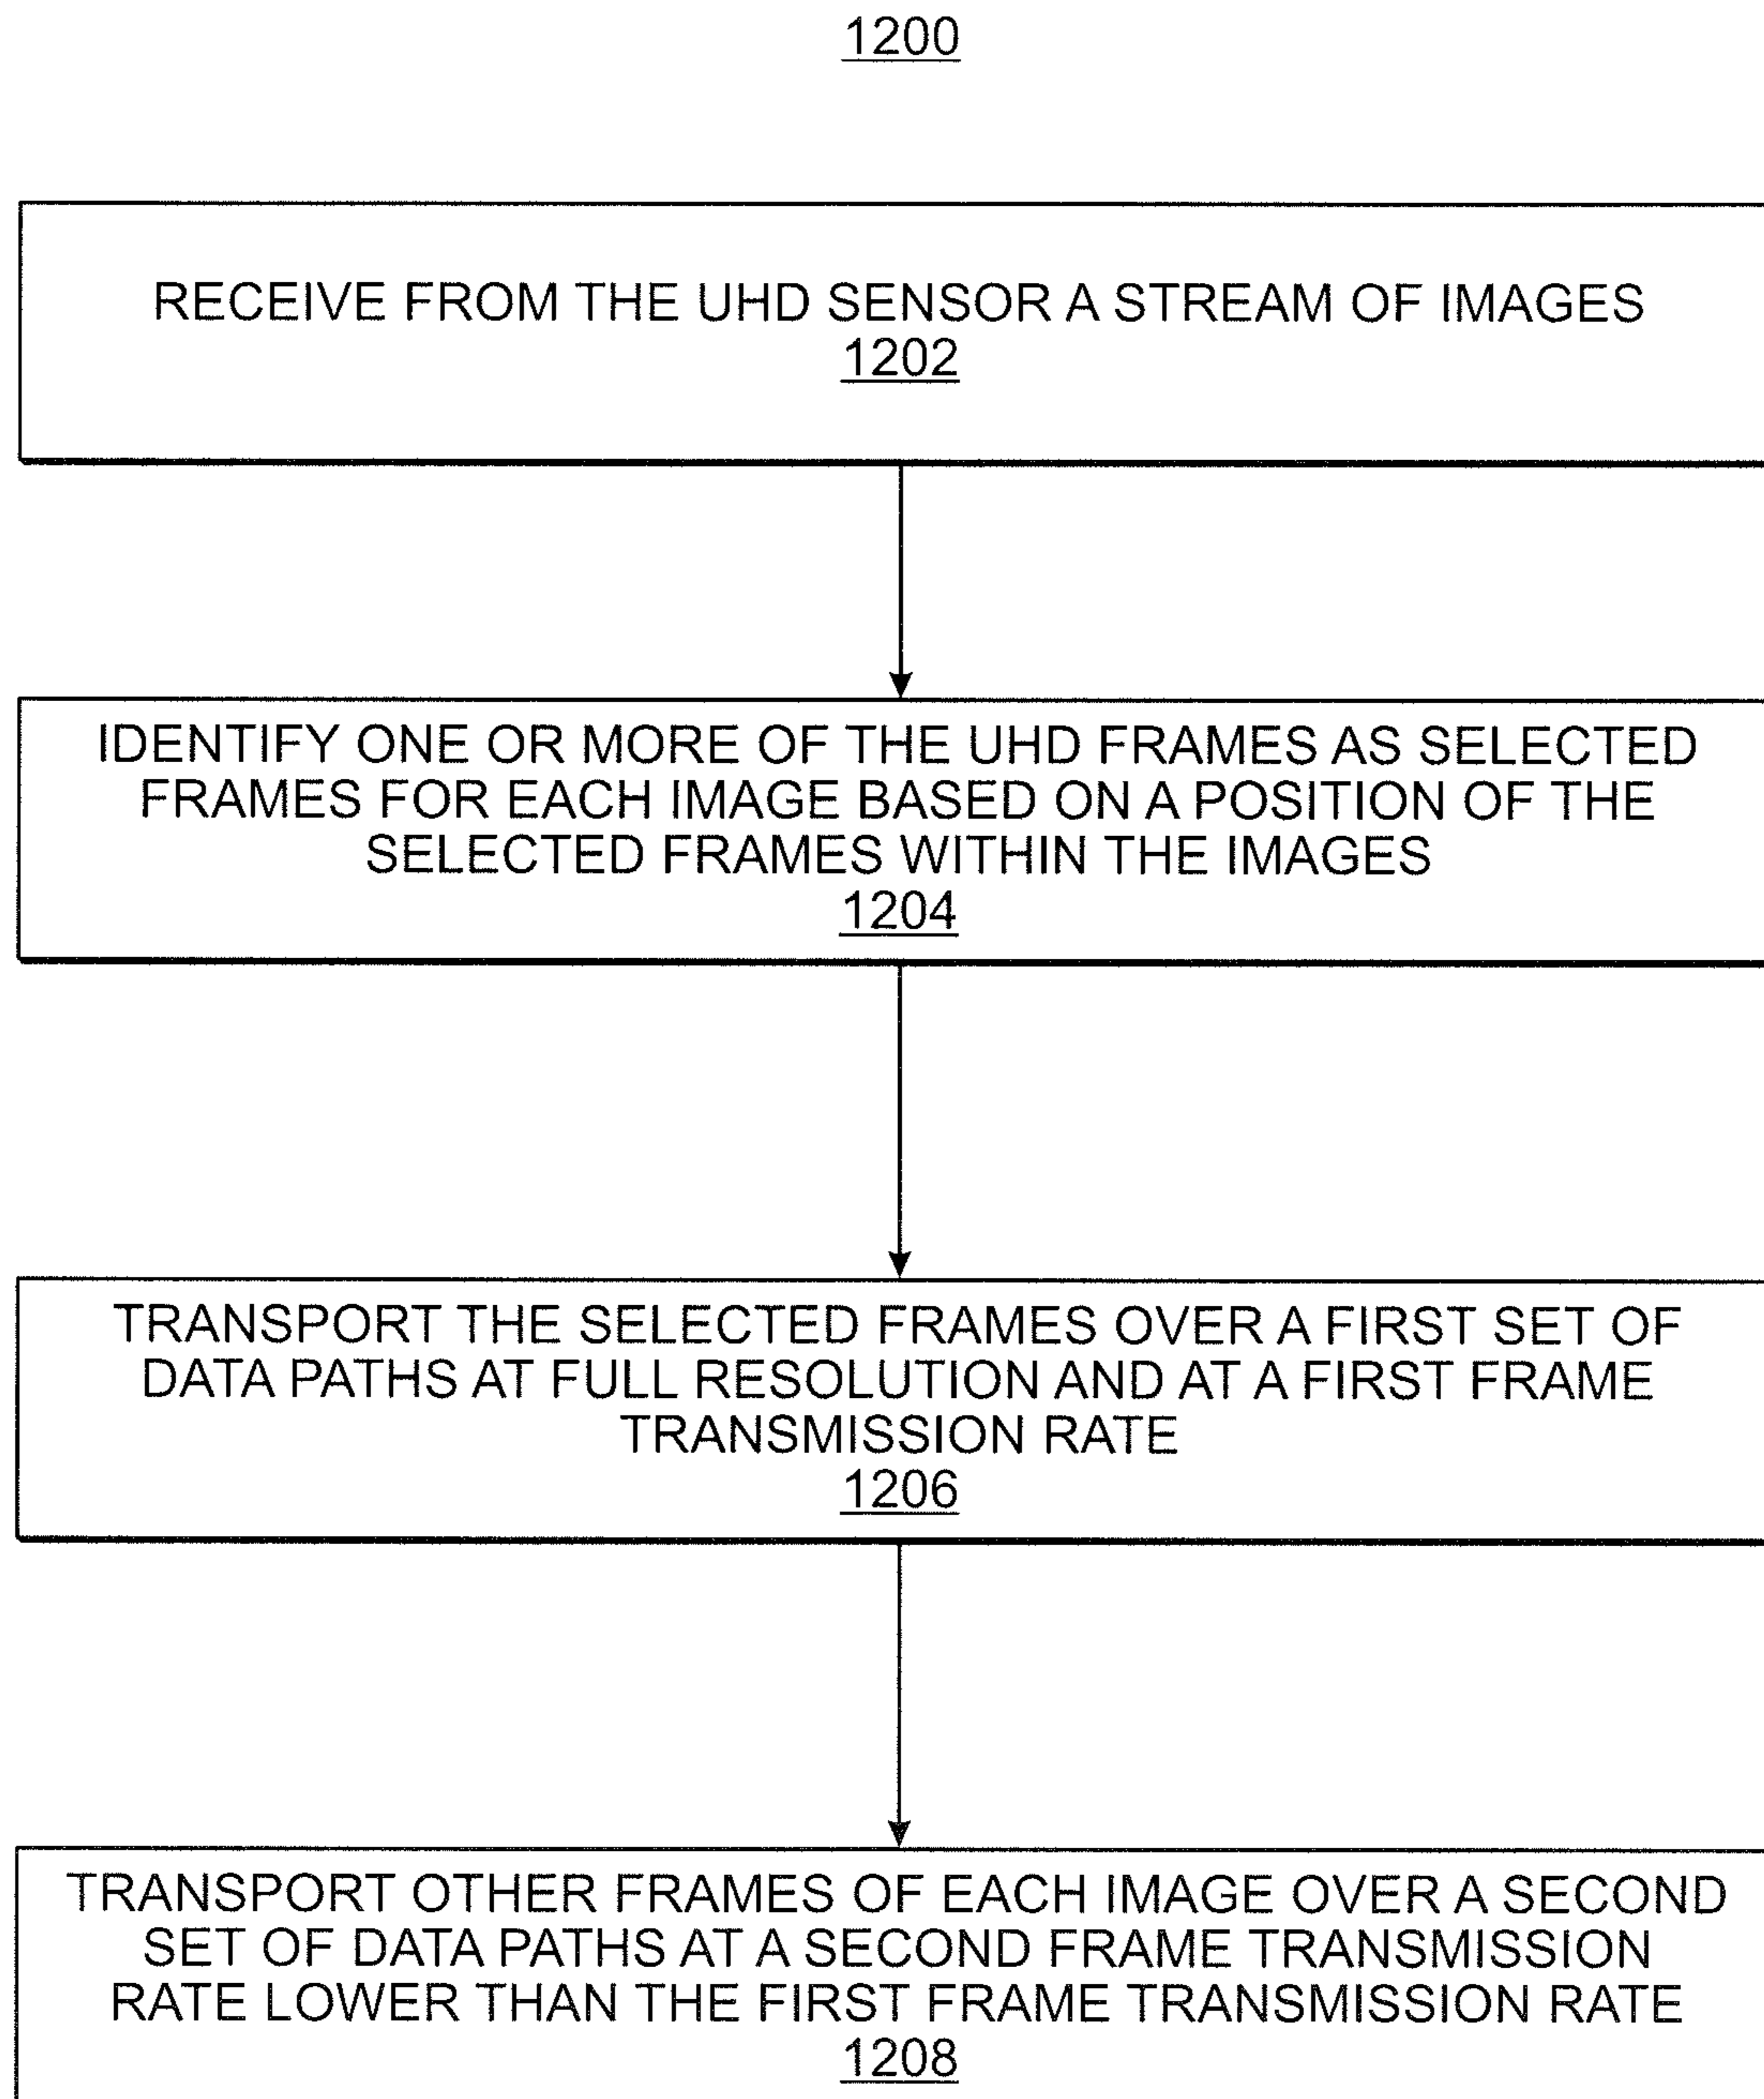 1200
RECEIVE FROM THE UHD SENSOR A STREAM OF IMAGES
1202
IDENTIFY ONE OR MORE OF THE UHD FRAMES AS SELECTED
FRAMES FOR EACH IMAGE BASED ON A POSITION OF THE
SELECTED FRAMES WITHIN THE IMAGES
1204
TRANSPORT THE SELECTED FRAMES OVER A FIRST SET OF
DATA PATHS AT FULL RESOLUTION AND AT A FIRST FRAME
TRANSMISSION RATE
1206
TRANSPORT OTHER FRAMES OF EACH IMAGE OVER A SECOND
SET OF DATA PATHS AT A SECOND FRAME TRANSMISSION
RATE LOWER THAN THE FIRST FRAME TRANSMISSION RATE
1208